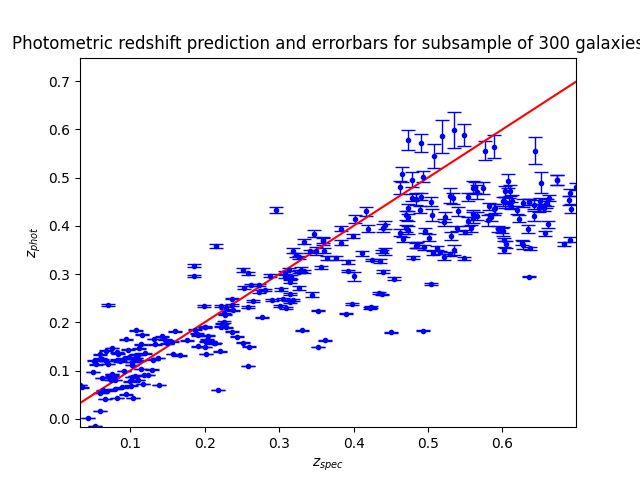 Photometric redshift prediction and errorbars for subsample of 300 galaxies
0.7
0.6
0.5
0.4
0.3
0.2
0.1
0.0
z_phot
0.1 0.2 0.3 0.4 0.5 0.6
z_spec